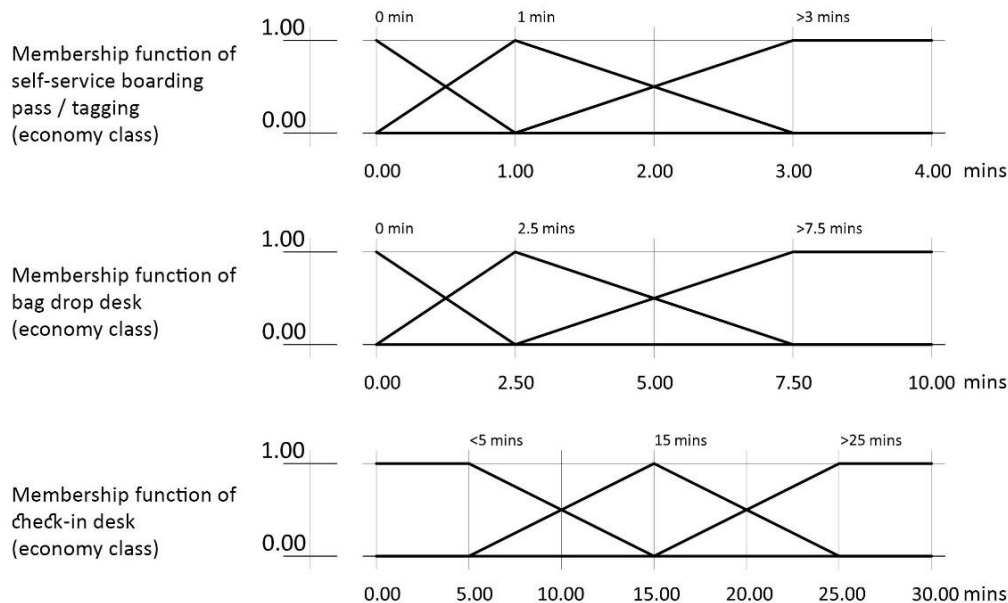 0 min 1 min >3 mins
1.00
Membership function of
self-service boarding
pass / tagging
(economy class)
0.00
0.00 1.00 2.00 3.00 4.00 mins
0 min 2.5 mins >7.5 mins
1.00
Membership function of
bag drop desk
(economy class)
0.00
0.00 2.50 5.00 7.50 10.00 mins
<5 mins 15 mins >25 mins
1.00
Membership function of
check-in desk
(economy class)
0.00
0.00 5.00 10.00 15.00 20.00 25.00 30.00 mins